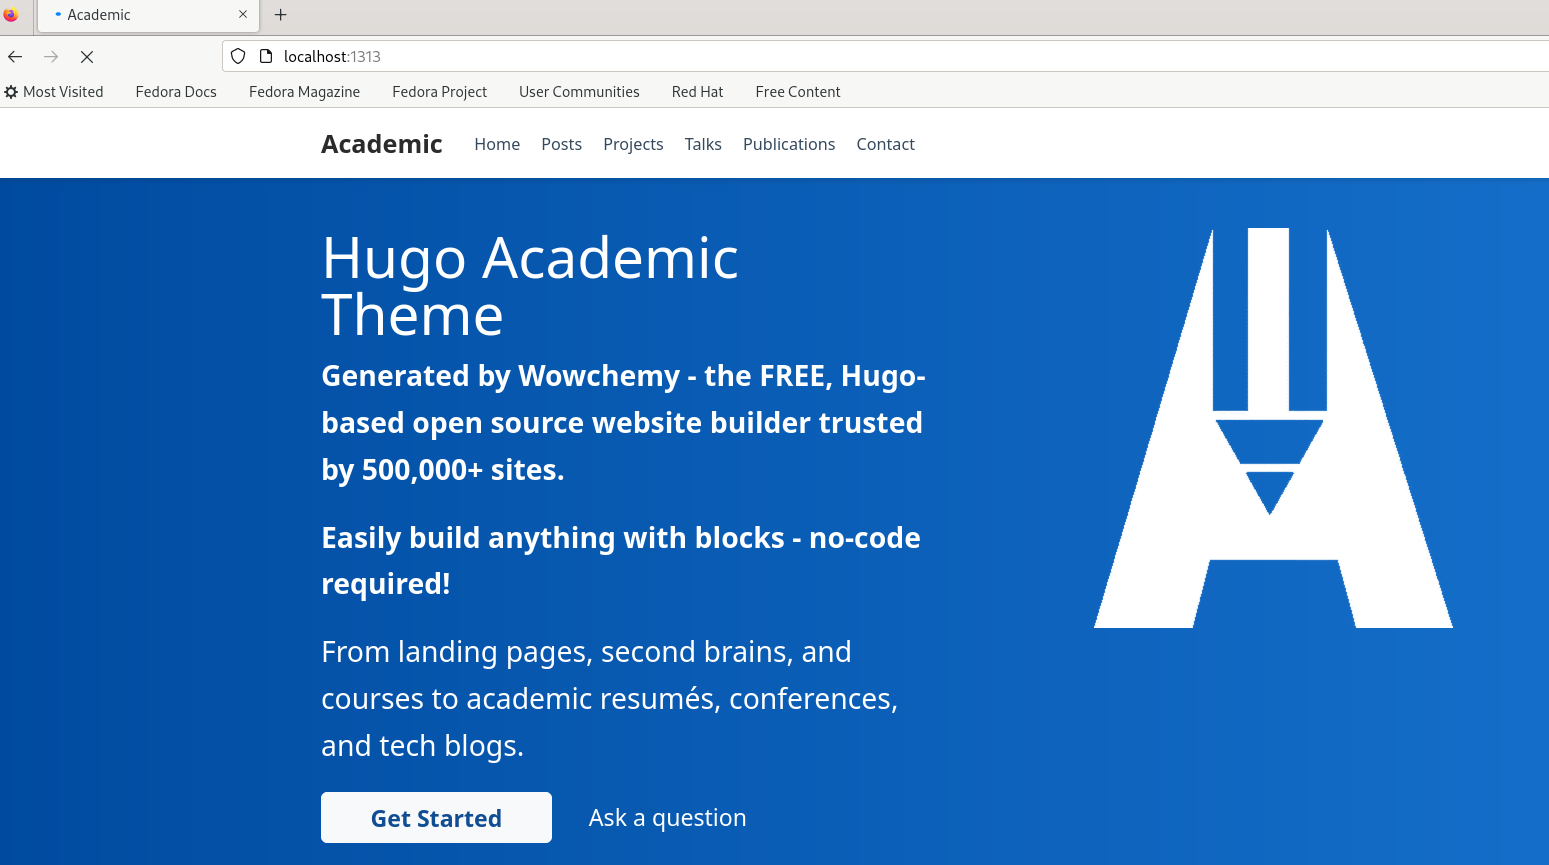 Academic
localhost:1313
Most Visited Fedora Docs Fedora Magazine Fedora Project User Communities Red Hat Free Content
Academic Home Posts Projects Talks Publications Contact
Hugo Academic
Theme
Generated by Wowchemy - the FREE, Hugo-
based open source website builder trusted
by 500,000+ sites.
Easily build anything with blocks - no-code
required!
From landing pages, second brains, and
courses to academic resumés, conferences,
and tech blogs.
Get Started Ask a question